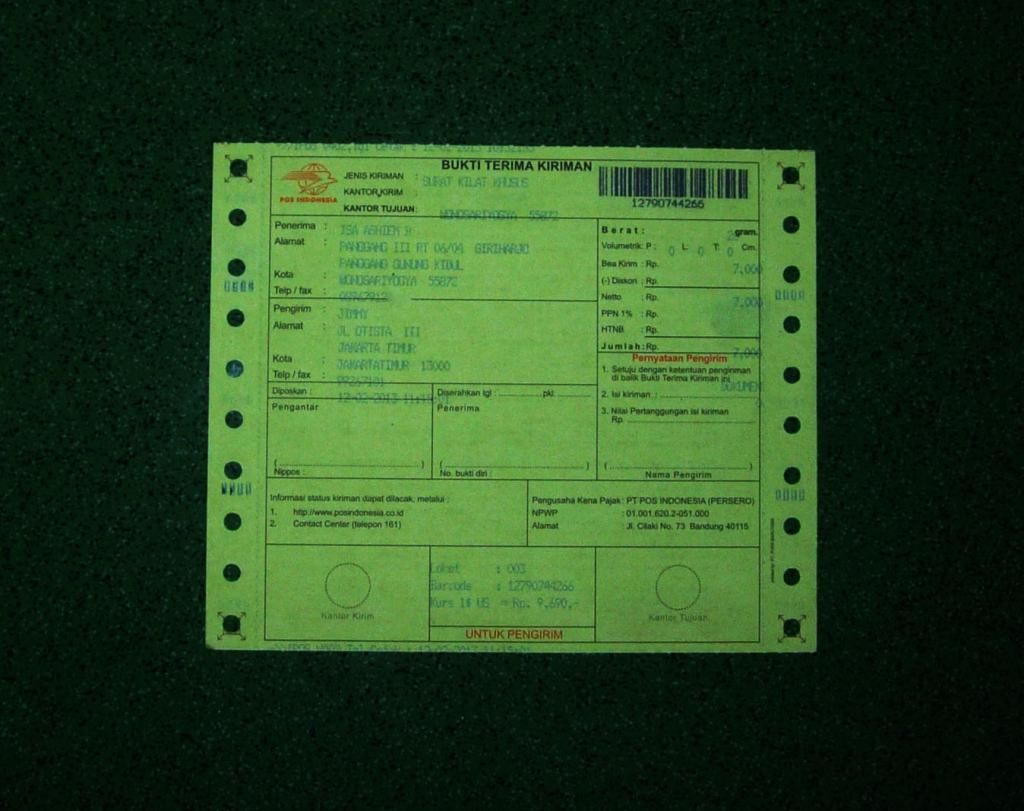 BUKTI TERIMA KIRIMAN
POS INDONESIA
JENIS KIRIMAN : SURAT KILAT KHUSUS
KANTOR KIRIM :
KANTOR TUJUAN: WONOSARIYOGYA 55872
12790744266
Penerima :
Alamat : PANGGANG III RT 06/04 GIRIHARJO
PANGGANG GUNUNG KIDUL
Kota : WONOSARIYOGYA 55872
Telp / fax :
Pengirim : JIMMY
Alamat : JL OTISTA III
JAKARTA TIMUR
Kota : JAKARTATIMUR 13000
Telp / fax :
Berat : gram.
Volumetrik: P : 0 L: 0 T: 0 Cm.
Bea Kirim : Rp. 7,000
(-) Diskon : Rp.
Netto : Rp. 7,000
PPN 1% : Rp.
HTNB : Rp.
Jumlah : Rp. 7,000
Pernyataan Pengirim
1. Setuju dengan ketentuan pengiriman
di balik Bukti Terima Kiriman ini
2. Isi kiriman : DOKUMEN
3. Nilai Pertanggungan isi kiriman
Rp.
(                    )
Nama Pengirim
Diposkan : 12-02-2013
Diserahkan tgl : pkl:
Pengantar
(                    )
Nippos :
Penerima
(                    )
No. bukti diri :
Informasi status kiriman dapat dilacak, melalui :
1. http://www.posindonesia.co.id
2. Contact Center (telepon 161)
Pengusaha Kena Pajak : PT POS INDONESIA (PERSERO)
NPWP : 01.001.620.2-051.000
Alamat : Jl. Cilaki No. 73 Bandung 40115
Kantor Kirim
Loket : 003
Barcode : 12790744266
Kurs 1$ US = Rp. 9,690,-
Kantor Tujuan
UNTUK PENGIRIM